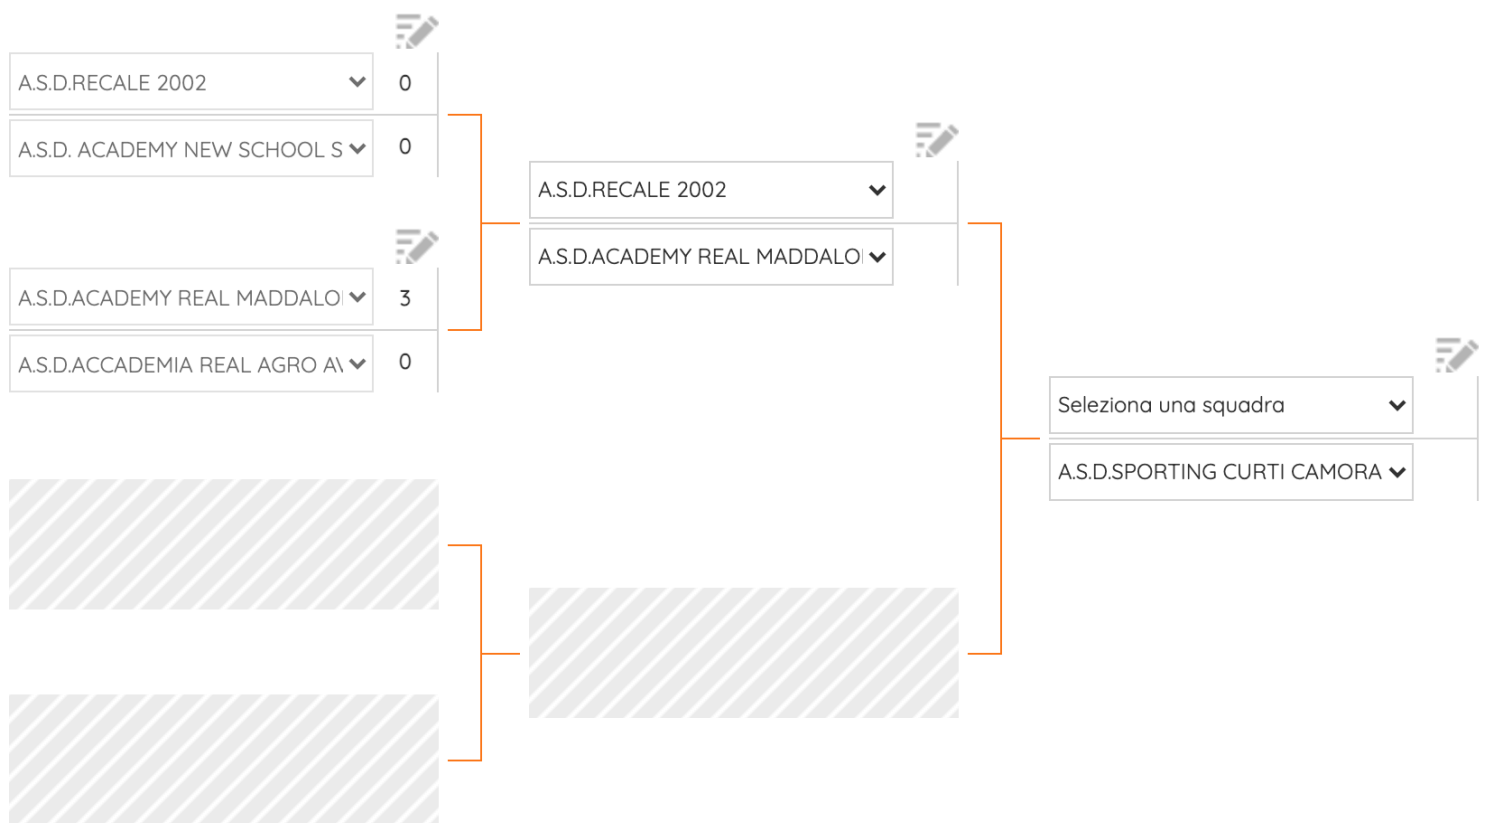 A.S.D.RECALE 2002 0
A.S.D. ACADEMY NEW SCHOOL S 0
A.S.D.ACADEMY REAL MADDALO 3
A.S.D.ACCADEMIA REAL AGRO 0
A.S.D.RECALE 2002
A.S.D.ACADEMY REAL MADDALO
Seleziona una squadra
A.S.D.SPORTING CURTI CAMORA